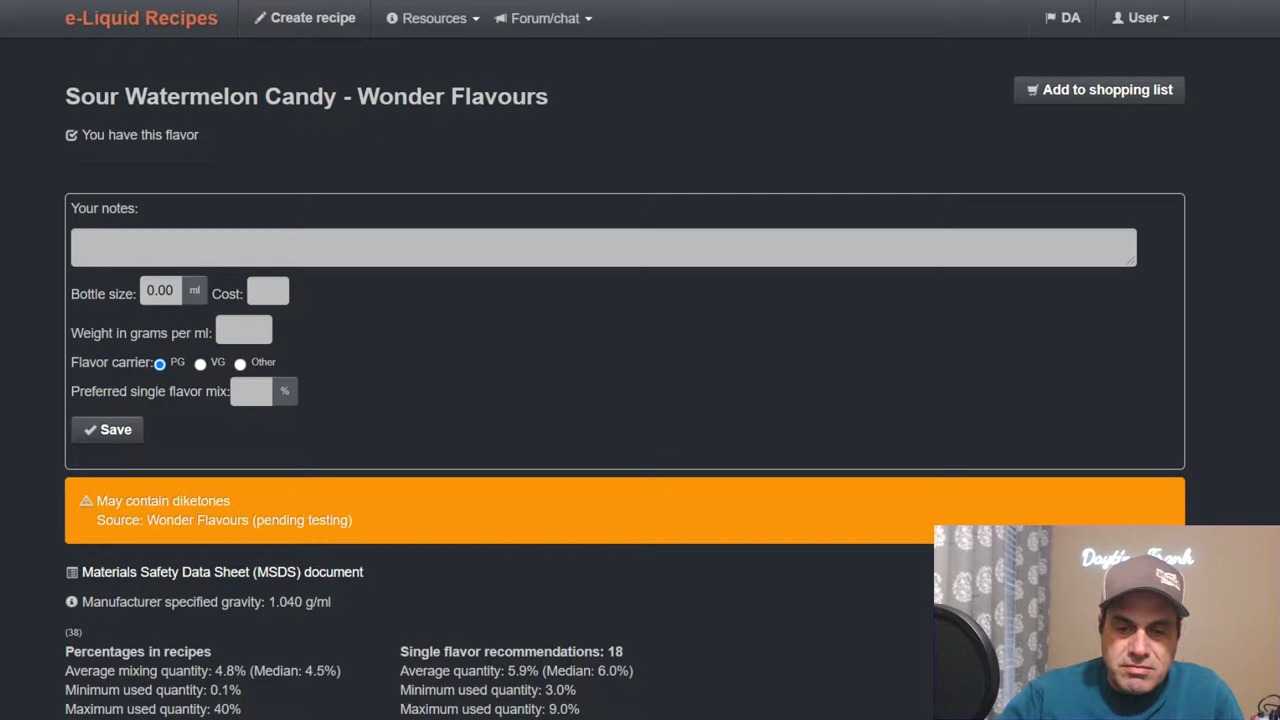 e-Liquid Recipes Create recipe Resources Forum/chat DA User
Sour Watermelon Candy - Wonder Flavours
Add to shopping list
You have this flavor
Your notes:
Bottle size: 0.00 ml Cost:
Weight in grams per ml:
Flavor carrier: PG VG Other
Preferred single flavor mix: %
Save
May contain diketones
Source: Wonder Flavours (pending testing)
Materials Safety Data Sheet (MSDS) document
Manufacturer specified gravity: 1.040 g/ml
(38)
Percentages in recipes
Average mixing quantity: 4.8% (Median: 4.5%)
Minimum used quantity: 0.1%
Maximum used quantity: 40%
Single flavor recommendations: 18
Average quantity: 5.9% (Median: 6.0%)
Minimum used quantity: 3.0%
Maximum used quantity: 9.0%